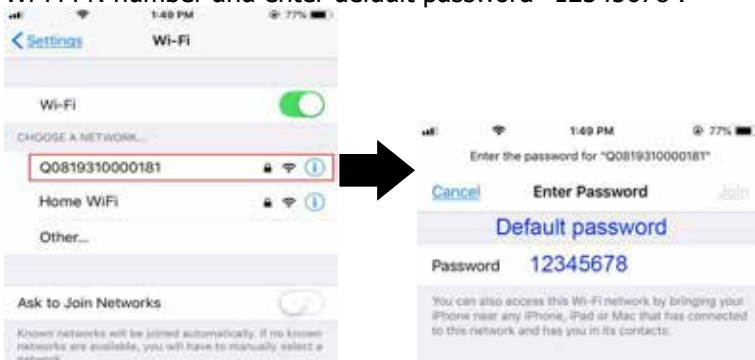 Wi-Fi PN number and enter default password "12345678".
1:49 PM
77%
Settings
Wi-Fi
Wi-Fi
CHOOSE A NETWORK...
Q0819310000181
Home WiFi
Other...
Ask to Join Networks
Known networks will be joined automatically. If no known
networks are available, you will have to manually select a
network.
1:49 PM
77%
Enter the password for "Q0819310000181"
Cancel
Enter Password
Join
Default password
Password 12345678
You can also access this Wi-Fi network by bringing your
iPhone near any iPhone, iPad or Mac that has connected
to this network and has you in its contacts.